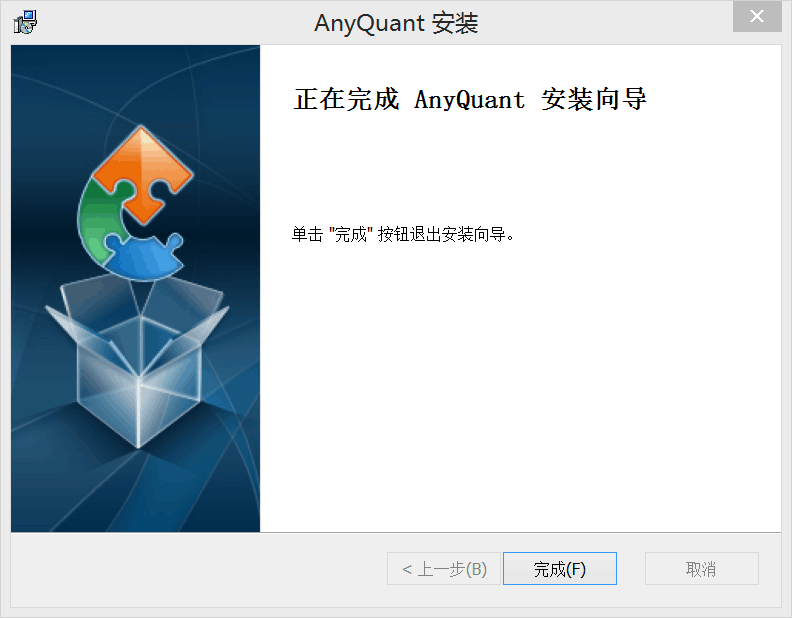 AnyQuant 安装
正在完成 AnyQuant 安装向导
单击 "完成" 按钮退出安装向导。
< 上一步(B)
完成(F)
取消